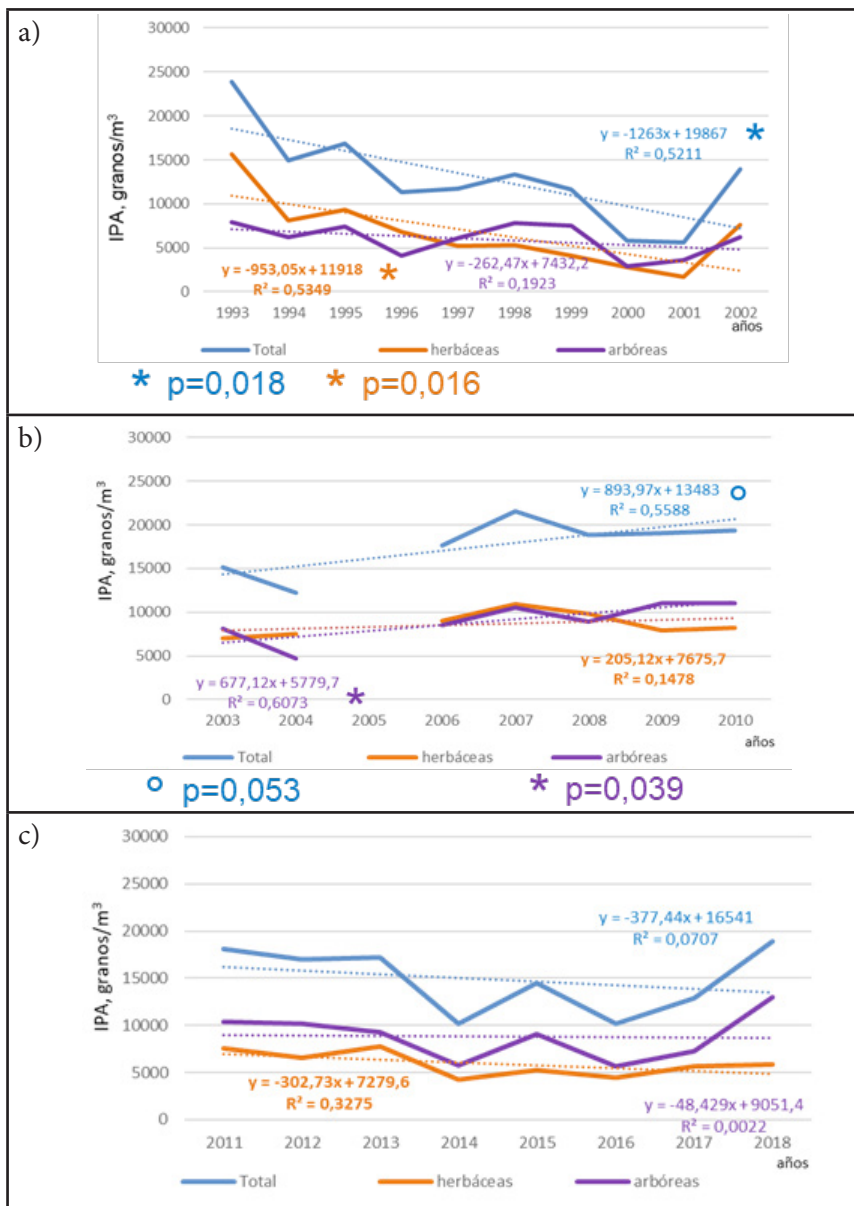 a)
30000
25000
20000
15000
10000
5000
0
IPA, granos/m³
y = -1263x + 19867 *
R² = 0,5211
y = -953,05x + 11918 *
R² = 0,5349
y = -262,47x + 7432,2
R² = 0,1923
1993 1994 1995 1996 1997 1998 1999 2000 2001 2002
años
Total herbáceas arbóreas
* p=0,018 * p=0,016
b)
30000
25000
20000
15000
10000
5000
0
IPA, granos/m³
y = 893,97x + 13483
R² = 0,5588
y = 205,12x + 7675,7
R² = 0,1478
y = 677,12x + 5779,7
R² = 0,6073 *
2003 2004 2005 2006 2007 2008 2009 2010
años
Total herbáceas arbóreas
° p=0,053 * p=0,039
c)
30000
25000
20000
15000
10000
5000
0
IPA, granos/m³
y = -377,44x + 16541
R² = 0,0707
y = -302,73x + 7279,6
R² = 0,3275
y = -48,429x + 9051,4
R² = 0,0022
2011 2012 2013 2014 2015 2016 2017 2018
años
Total herbáceas arbóreas